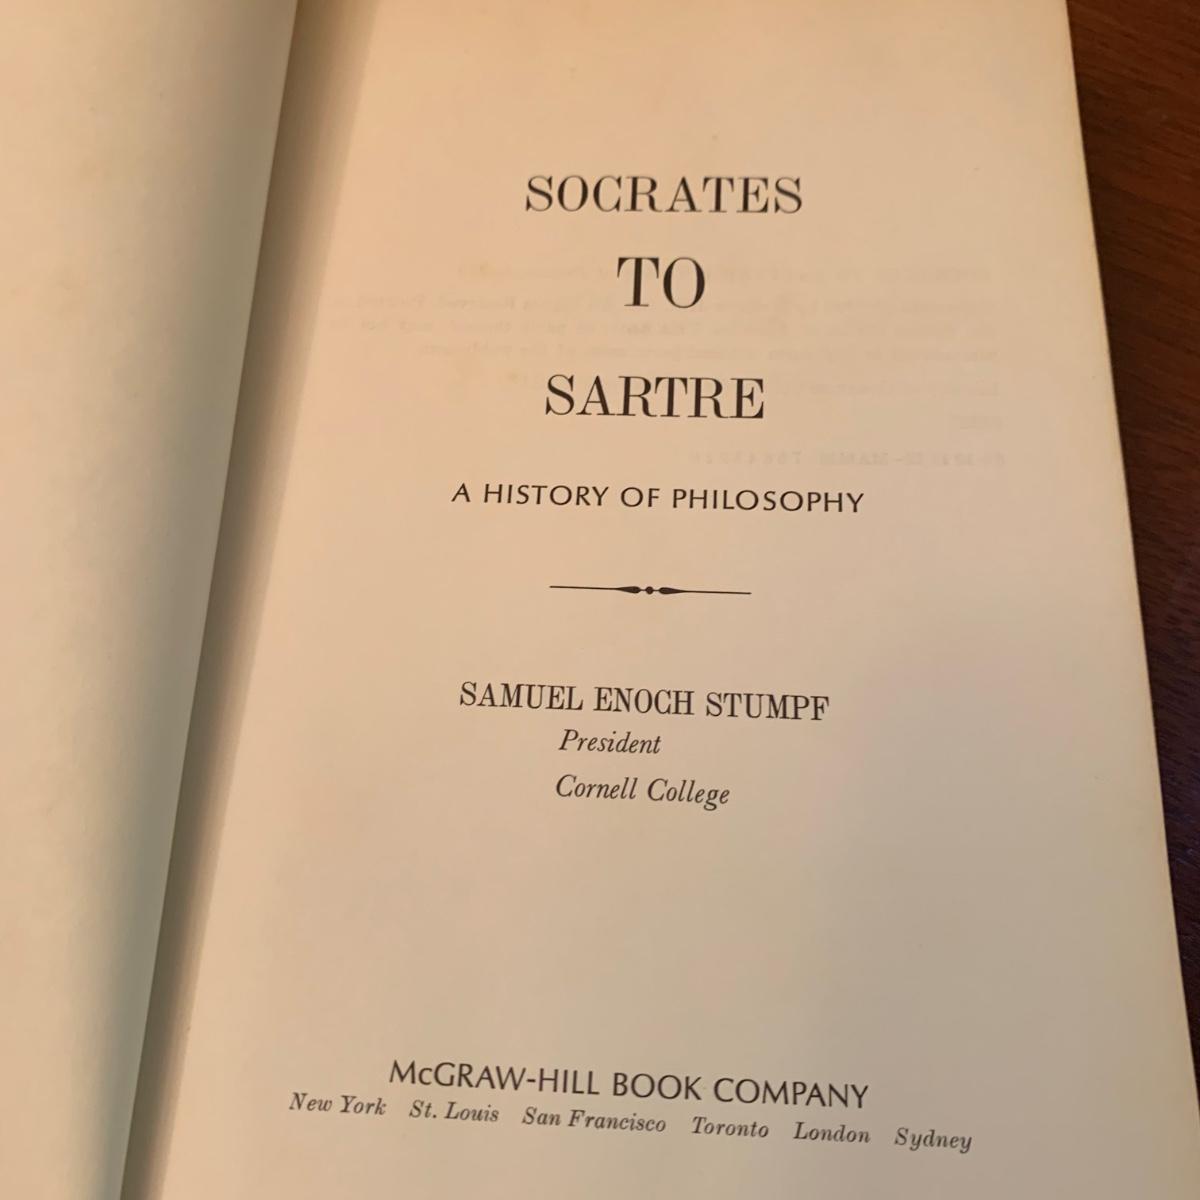 SOCRATES
TO
SARTRE
A HISTORY OF PHILOSOPHY
SAMUEL ENOCH STUMPF
President
Cornell College
McGRAW-HILL BOOK COMPANY
New York St. Louis San Francisco Toronto London Sydney